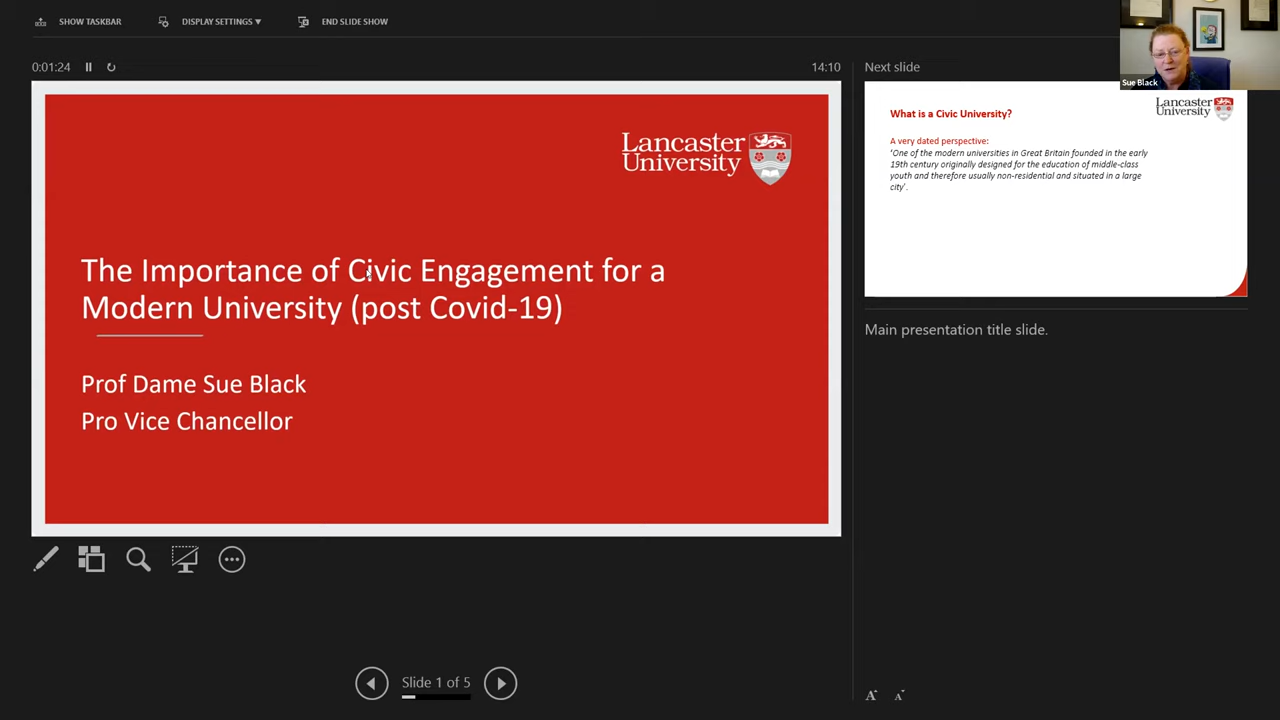 SHOW TASKBAR
DISPLAY SETTINGS ▼
END SLIDE SHOW
0:01:24
14:10
Lancaster
University
The Importance of Civic Engagement for a
Modern University (post Covid-19)
Prof Dame Sue Black
Pro Vice Chancellor
Slide 1 of 5
Next slide
Sue Black
Lancaster
University
What is a Civic University?
A very dated perspective:
‘One of the modern universities in Great Britain founded in the early
19th century originally designed for the education of middle-class
youth and therefore usually non-residential and situated in a large
city’.
Main presentation title slide.
A
A